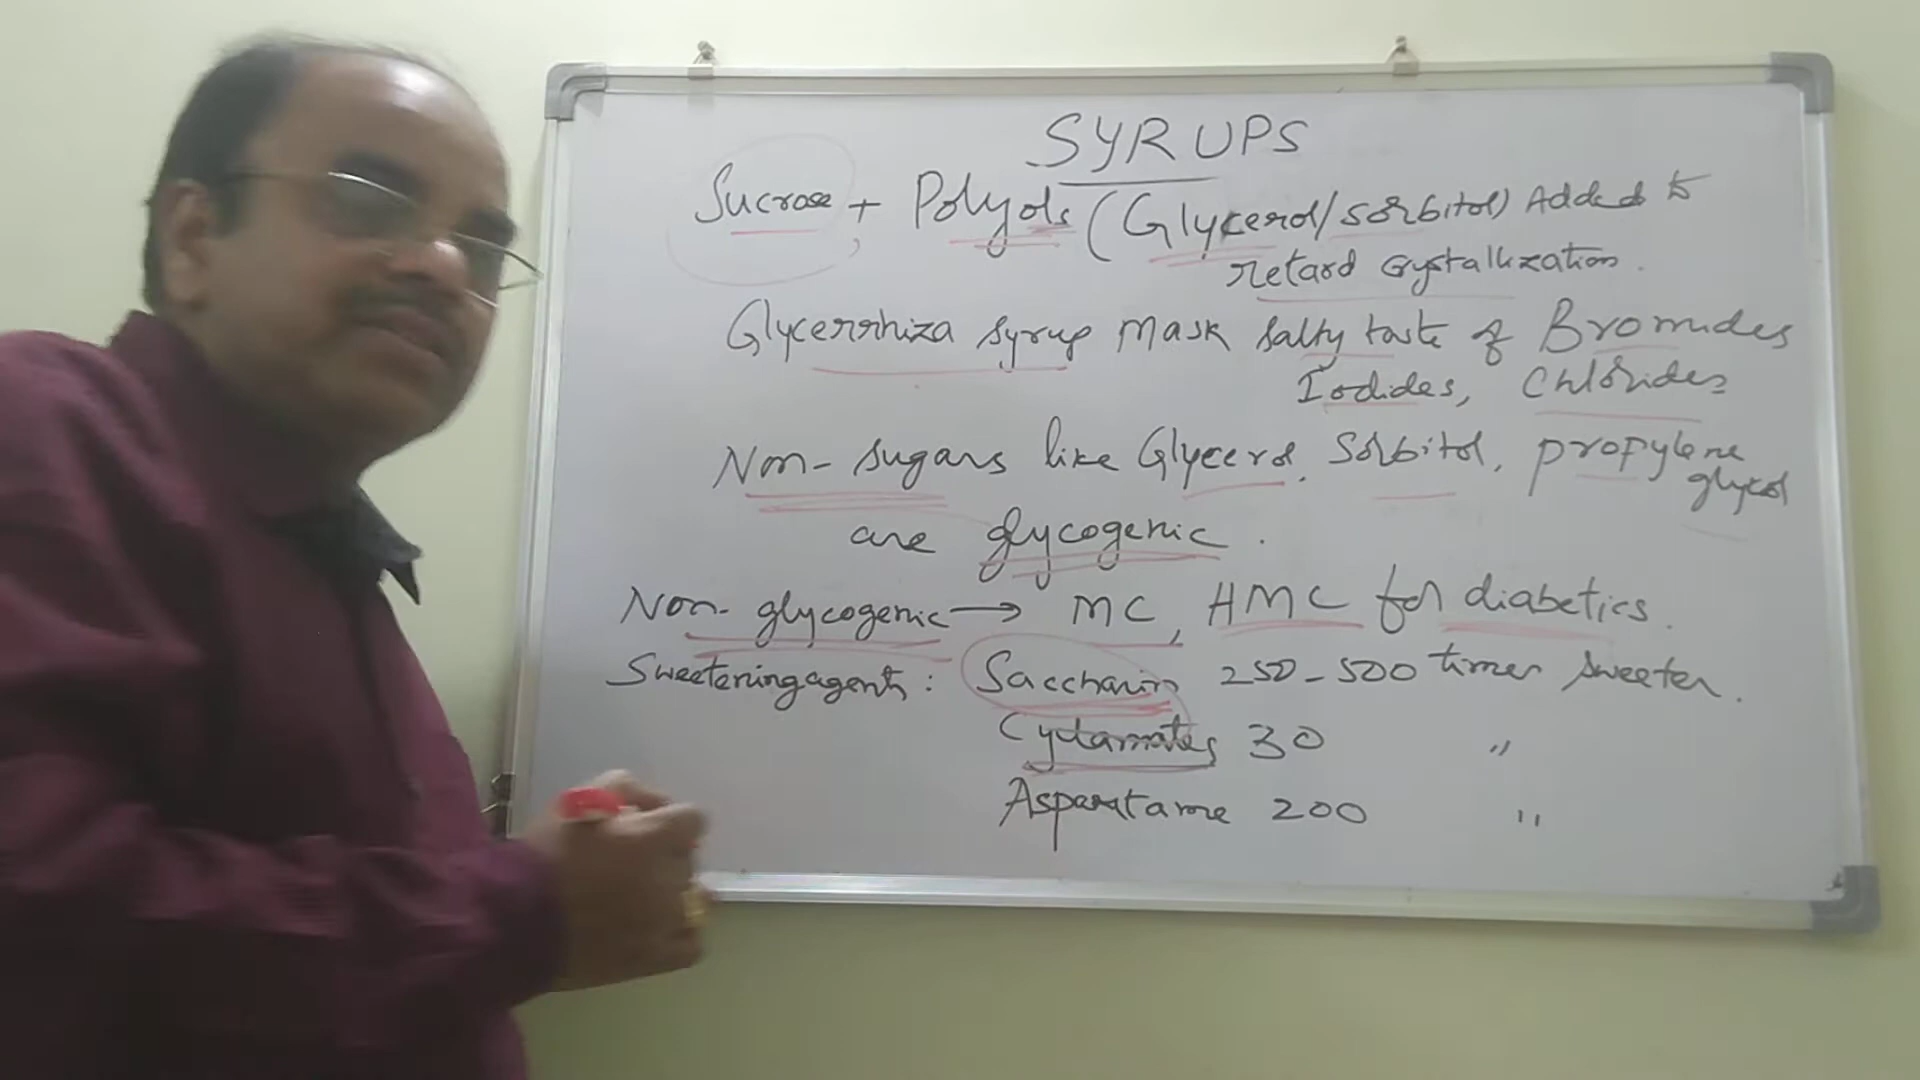 SYRUPS
Sucrose + Polyols (Glycerol/sorbitol) Added to
retard crystallization.
Glycerrhiza syrup mask salty taste of Bromides
Iodides, Chlorides
Non-sugars like Glycerol, Sorbitol, propylene
glycol
are glycogenic.
Non-glycogenic → MC, HMC for diabetics.
Sweetening agents: Saccharin 250-500 times sweeter.
Cyclamates 30 "
Aspartame 200 "